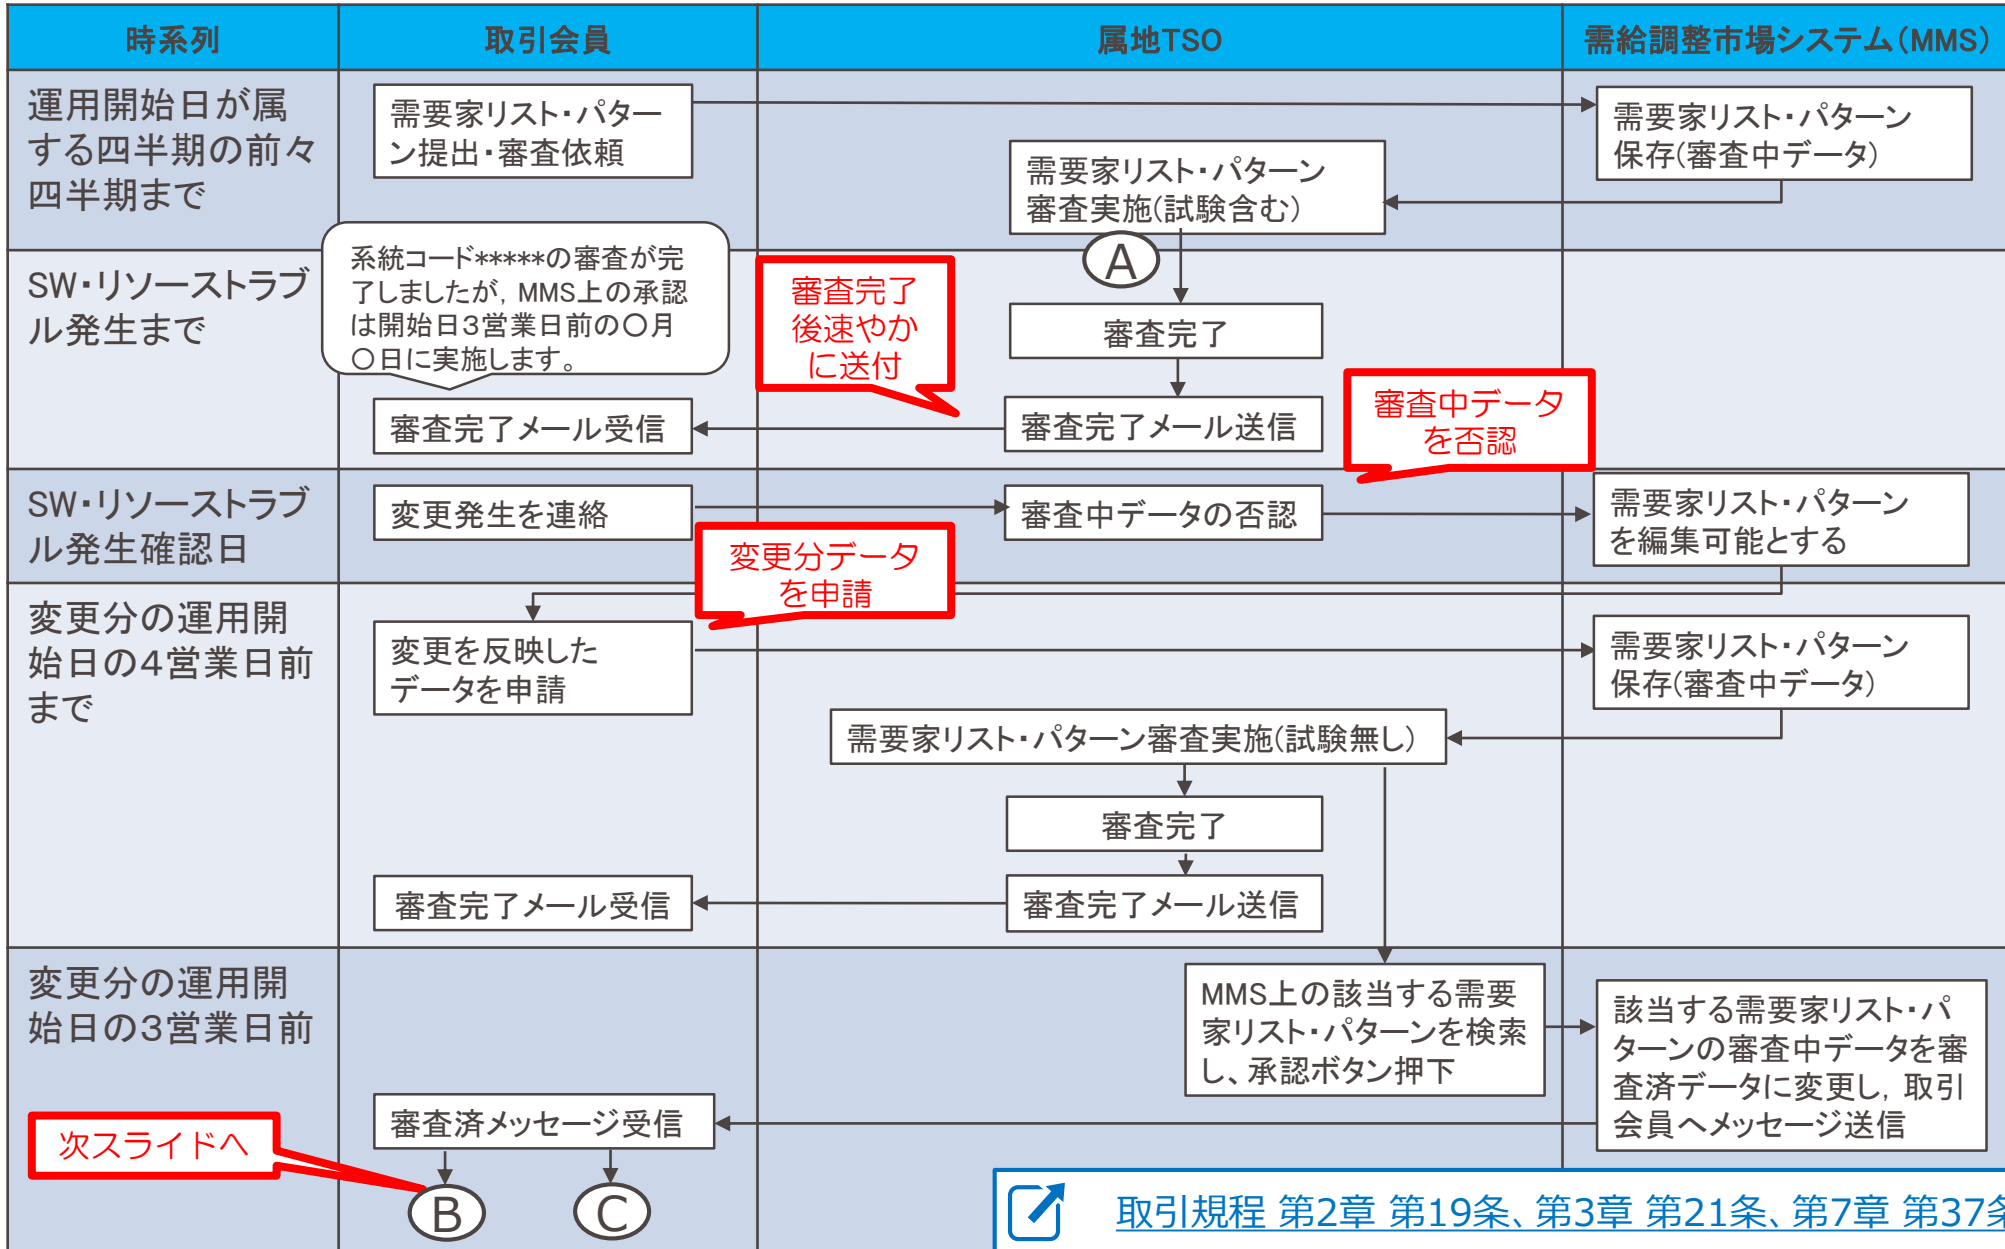 時系列
取引会員
属地TSO
需給調整市場システム(MMS)
運用開始日が属
する四半期の前々
四半期まで
需要家リスト・パター
ン提出・審査依頼
需要家リスト・パターン
保存(審査中データ)
需要家リスト・パターン
審査実施(試験含む)
A
SW・リソーストラブ
ル発生まで
系統コード*****の審査が完
了しましたが，MMS上の承認
は開始日3営業日前の〇月
〇日に実施します。
審査完了
後速やか
に送付
審査完了
審査完了メール送信
審査完了メール受信
審査中データ
を否認
SW・リソーストラブ
ル発生確認日
変更発生を連絡
審査中データの否認
需要家リスト・パターン
を編集可能とする
変更分データ
を申請
変更分の運用開
始日の4営業日前
まで
変更を反映した
データを申請
需要家リスト・パターン
保存(審査中データ)
需要家リスト・パターン審査実施(試験無し)
審査完了
審査完了メール送信
審査完了メール受信
変更分の運用開
始日の3営業日前
MMS上の該当する需要
家リスト・パターンを検索
し、承認ボタン押下
該当する需要家リスト・パ
ターンの審査中データを審
査済データに変更し，取引
会員へメッセージ送信
審査済メッセージ受信
次スライドへ
B
C
取引規程 第2章 第19条、第3章 第21条、第7章 第37条